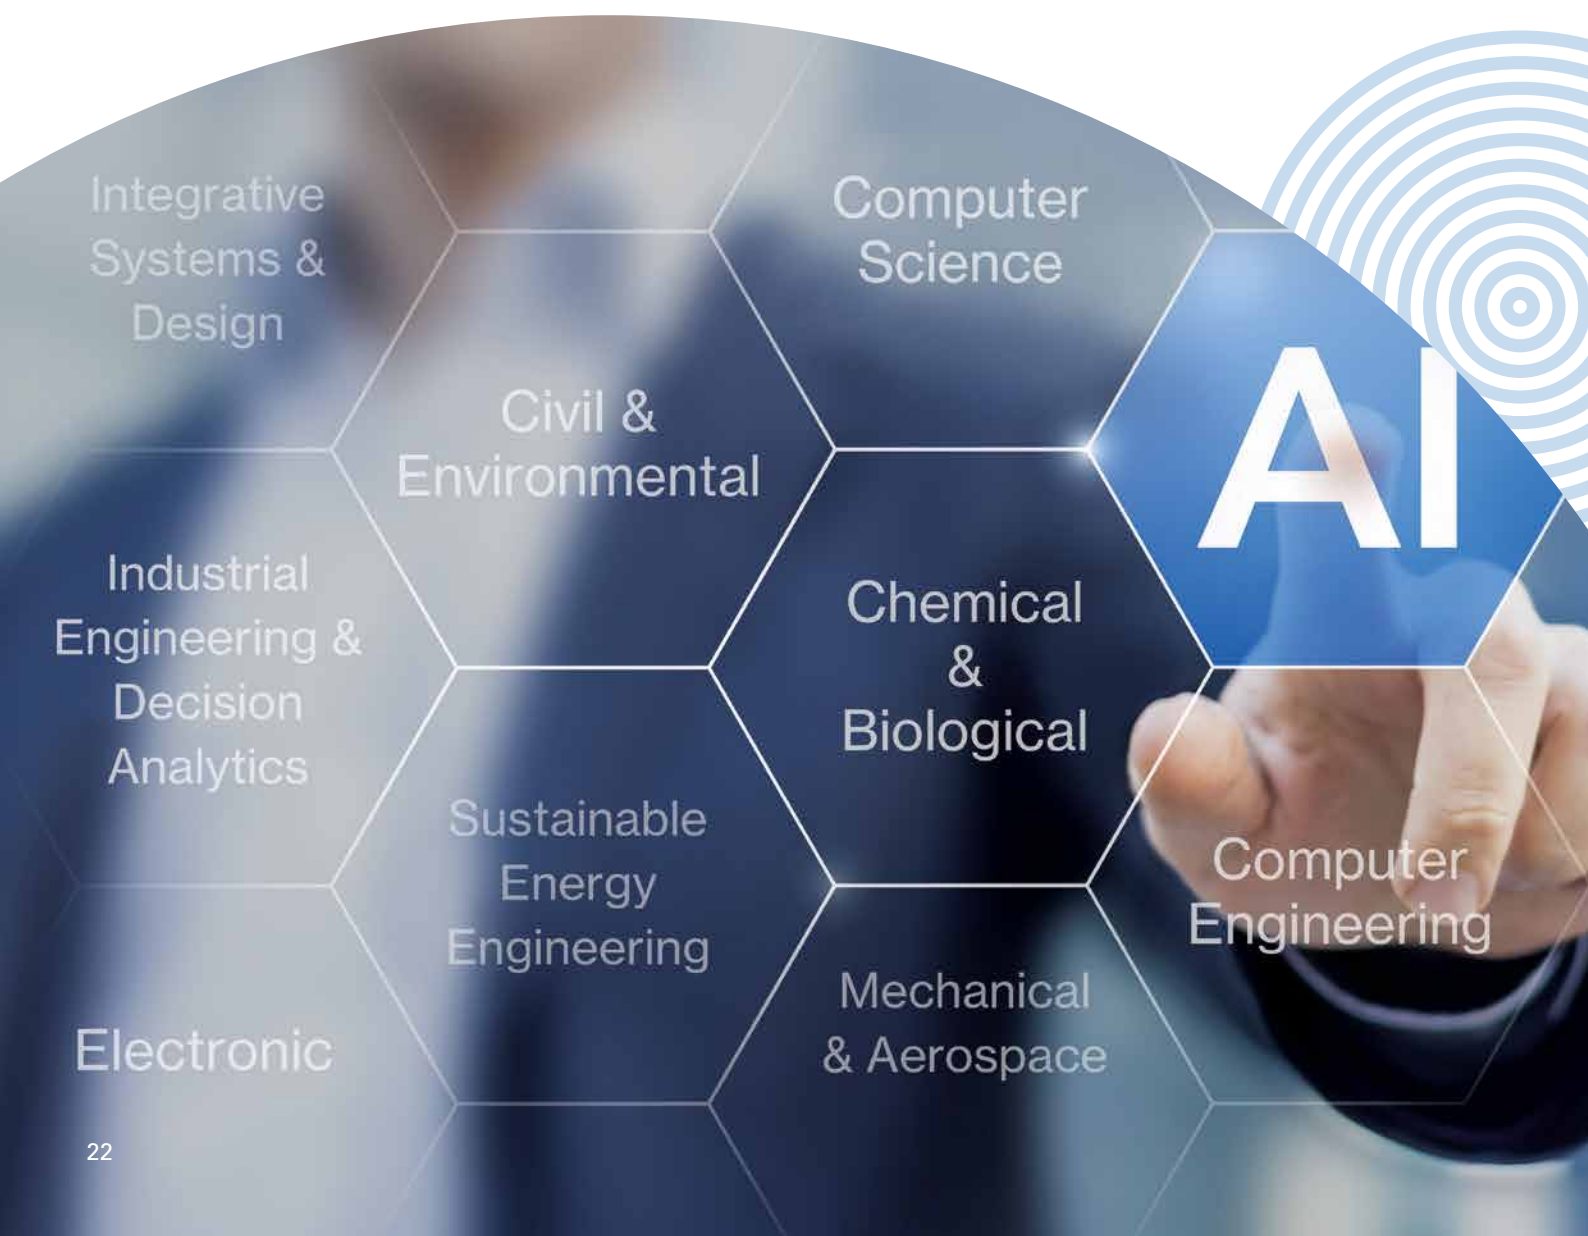 Integrative
Systems &
Design
Computer
Science
AI
Civil &
Environmental
Industrial
Engineering &
Decision
Analytics
Chemical
&
Biological
Sustainable
Energy
Engineering
Computer
Engineering
Electronic
Mechanical
& Aerospace
22